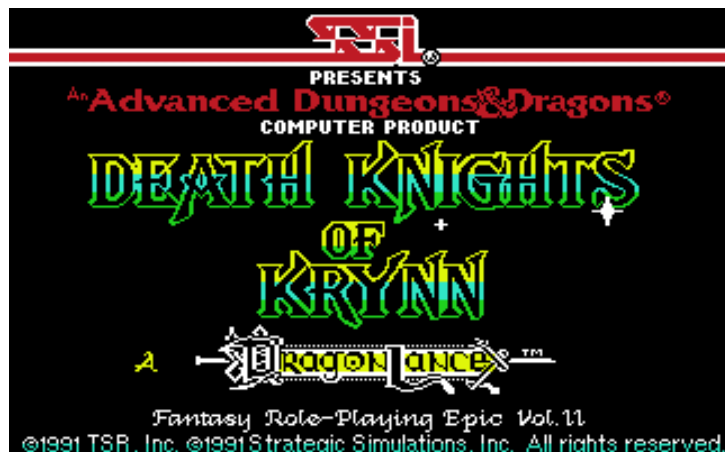 SSI®
PRESENTS
An Advanced Dungeons & Dragons®
COMPUTER PRODUCT
DEATH KNIGHTS
OF
KRYNN
A DRAGONLANCE™
Fantasy Role-Playing Epic Vol.II
©1991 TSR, Inc. ©1991 Strategic Simulations, Inc. All rights reserved